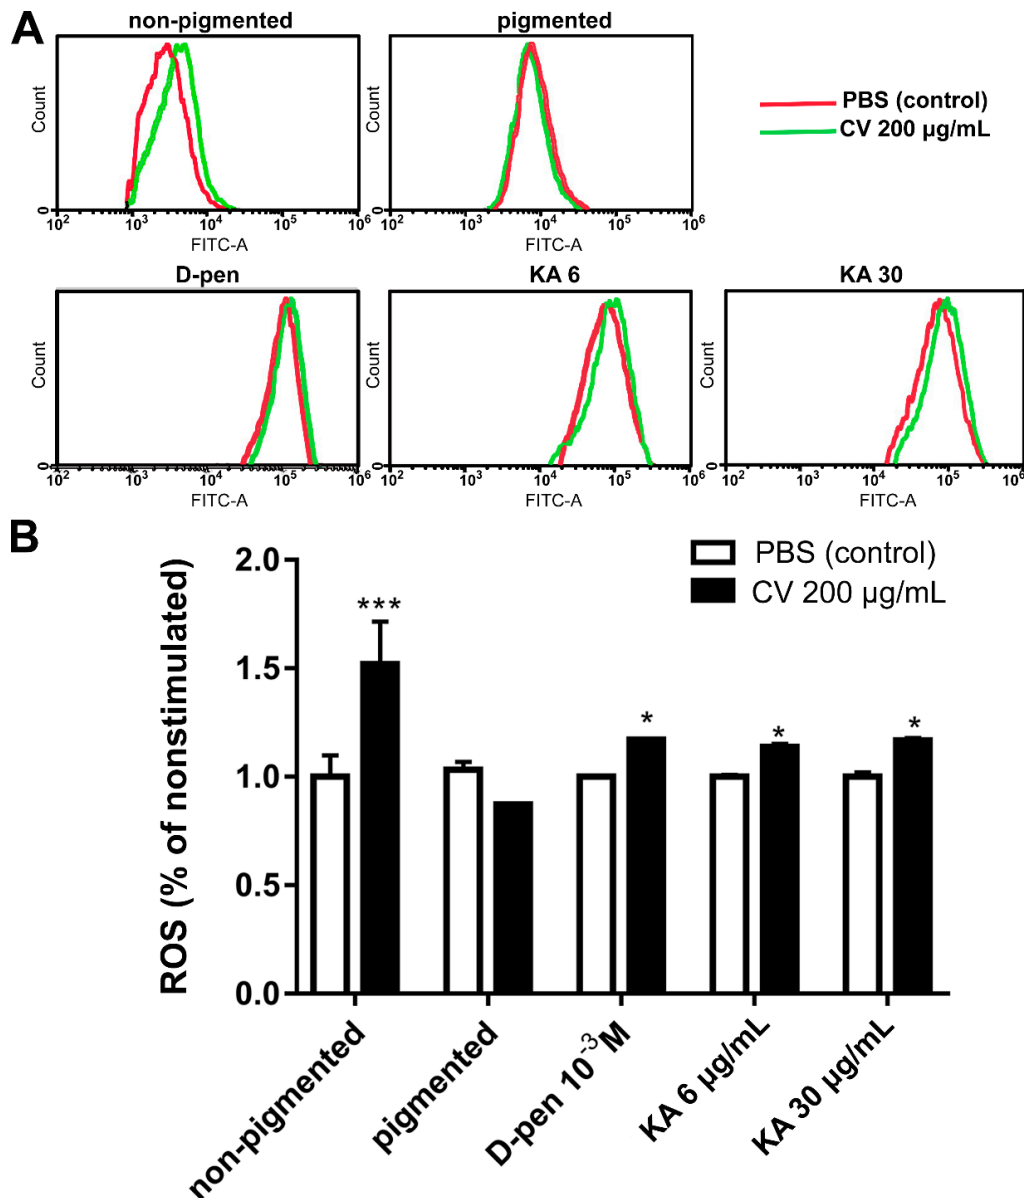 A
non-pigmented
pigmented
Count
Count
PBS (control)
CV 200 µg/mL
0
0
10² 10³ 10⁴ 10⁵ 10⁶
10² 10³ 10⁴ 10⁵ 10⁶
FITC-A
FITC-A
D-pen
KA 6
KA 30
Count
Count
Count
0
0
0
10² 10³ 10⁴ 10⁵ 10⁶
10² 10³ 10⁴ 10⁵ 10⁶
10² 10³ 10⁴ 10⁵ 10⁶
FITC-A
FITC-A
FITC-A
B
ROS (% of nonstimulated)
PBS (control)
CV 200 µg/mL
2.0
1.5
1.0
0.5
0.0
***
*
*
*
non-pigmented
pigmented
D-pen 10⁻³M
KA 6 µg/mL
KA 30 µg/mL